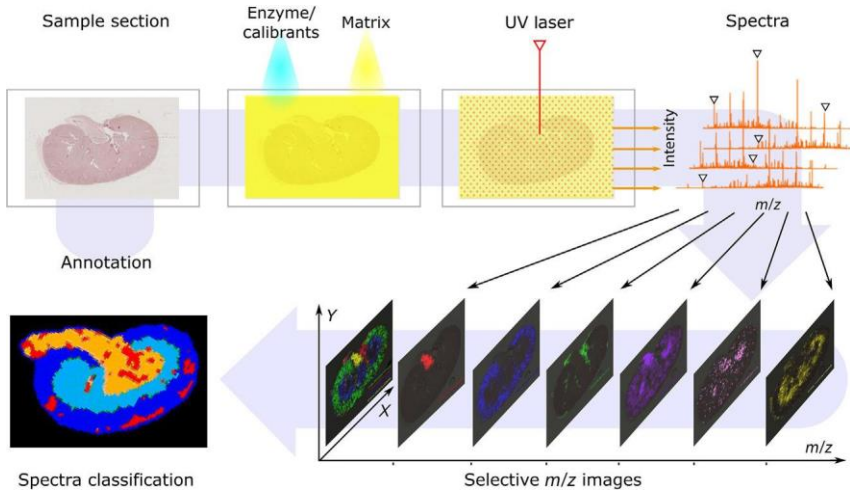 Sample section
Enzyme/
calibrants
Matrix
UV laser
Spectra
Intensity
m/z
Annotation
Y
X
m/z
Spectra classification
Selective m/z images